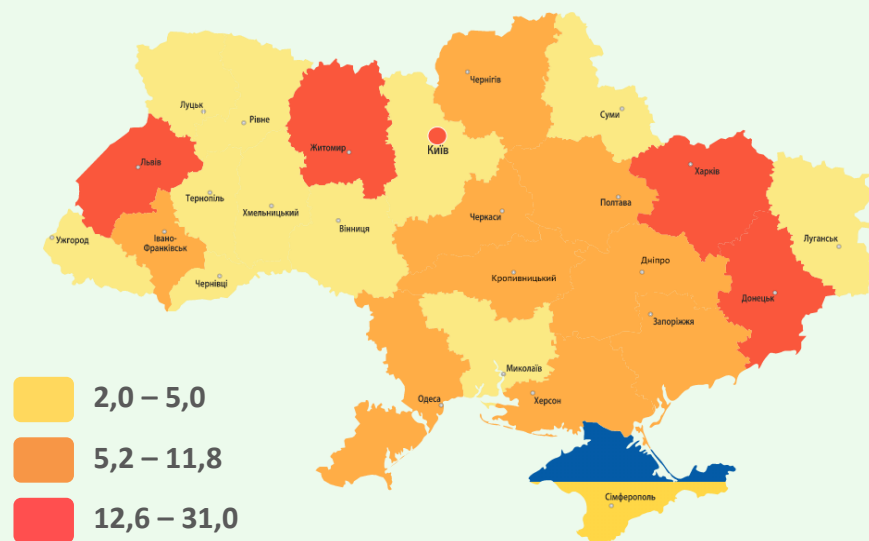 Чернігів
Луцьк
Рівне
Суми
Житомир
Київ
Львів
Харків
Тернопіль
Хмельницький
Черкаси
Полтава
Вінниця
Ужгород
Івано-
Франківськ
Луганськ
Чернівці
Кропивницький
Дніпро
Донецьк
Запоріжжя
Миколаїв
Одеса
Херсон
Сімферополь
2,0 – 5,0
5,2 – 11,8
12,6 – 31,0